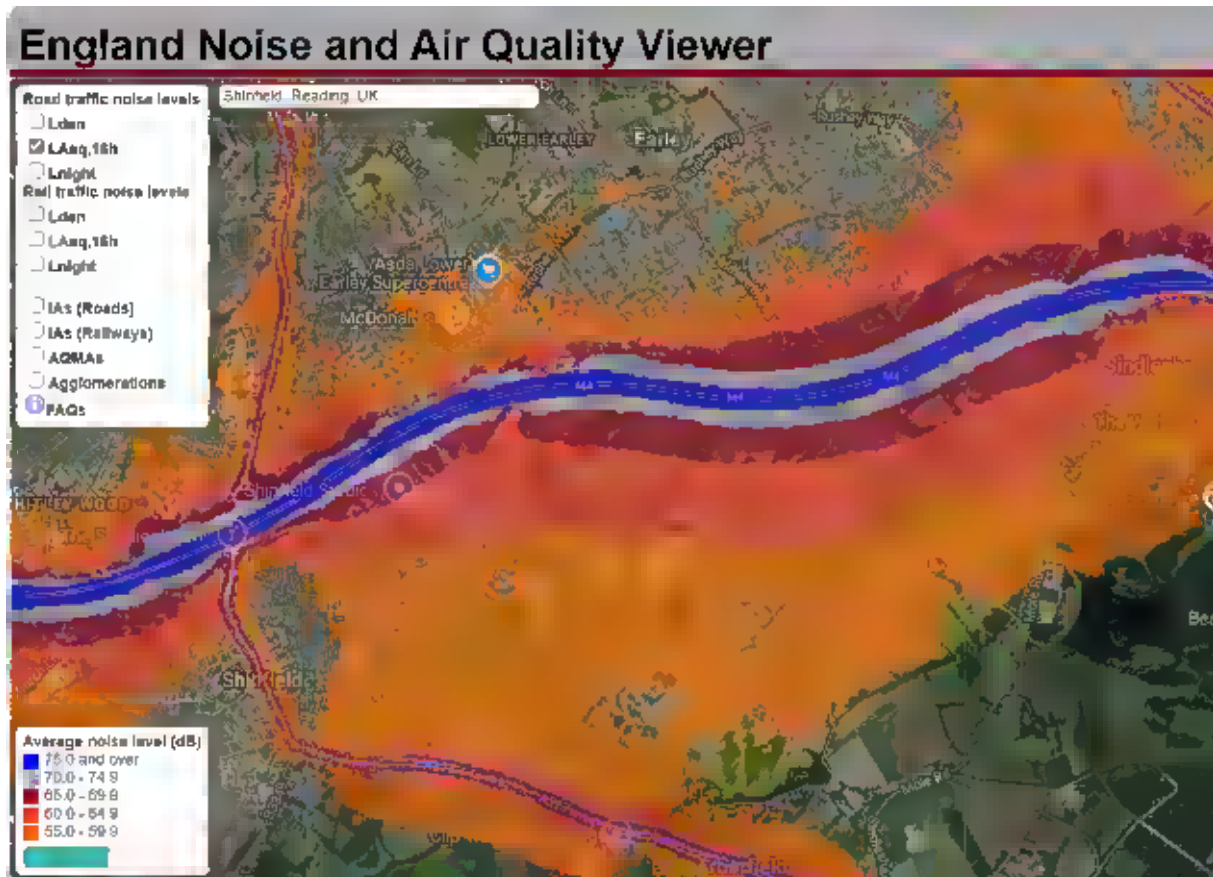 England Noise and Air Quality Viewer
Road traffic noise levels
Lden
LAeq,16h
Lnight
Rail traffic noise levels
Lden
LAeq,16h
Lnight
IAs (Roads)
IAs (Railways)
AQMAs
Agglomerations
FAQs
Shinfield, Reading, UK
LOWER EARLEY
Earley
Asda Lower
Earley Supercentre
McDonald's
M4
M4
M4
Shinfield
Average noise level (dB)
75.0 and over
70.0 - 74.9
65.0 - 69.9
60.0 - 64.9
55.0 - 59.9